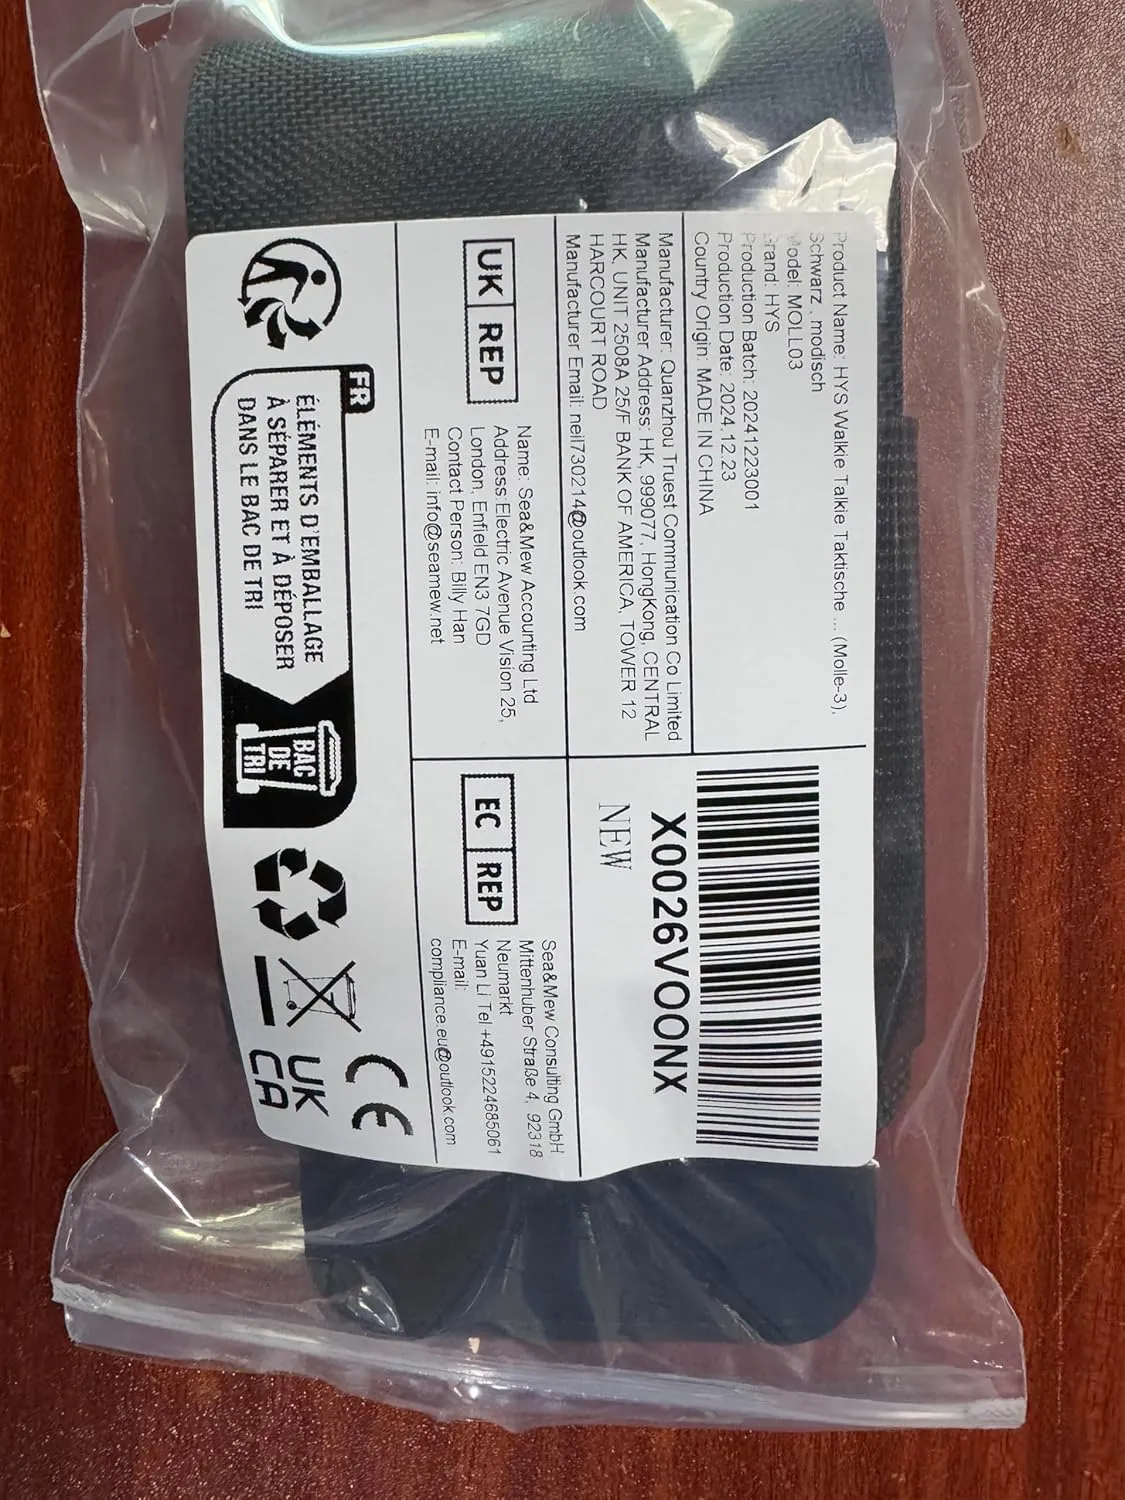 Product Name: HYS Walkie Talkie Taktische ... (Molle-3),
Schwarz , modisch
Model: MOLL03
Brand: HYS
Production Batch: 20241223001
Production Date: 2024.12.23
Country Origin: MADE IN CHINA
X0026VOONX
NEW
Manufacturer: Quanzhou Truest Communication Co Limited
Manufacturer Address: HK, 999077, HongKong, CENTRAL
HK, UNIT 2508A 25/F BANK OF AMERICA, TOWER 12
HARCOURT ROAD
Manufacturer Email: neil730214@outlook.com
UK REP
Name: Sea&Mew Accounting Ltd
Address:Electric Avenue Vision 25,
London, Enfield EN3 7GD
Contact Person: Billy Han
E-mail: info@seamew.net
EC REP
Sea&Mew Consulting GmbH
Mittenhuber Straße 4, 92318
Neumarkt
Yuan Li Tel +4915224685061
E-mail:
compliance.eu@outlook.com
FR
ÉLÉMENTS D'EMBALLAGE
À SÉPARER ET À DÉPOSER
DANS LE BAC DE TRI
BAC
DE
TRI
CE
UK
CA